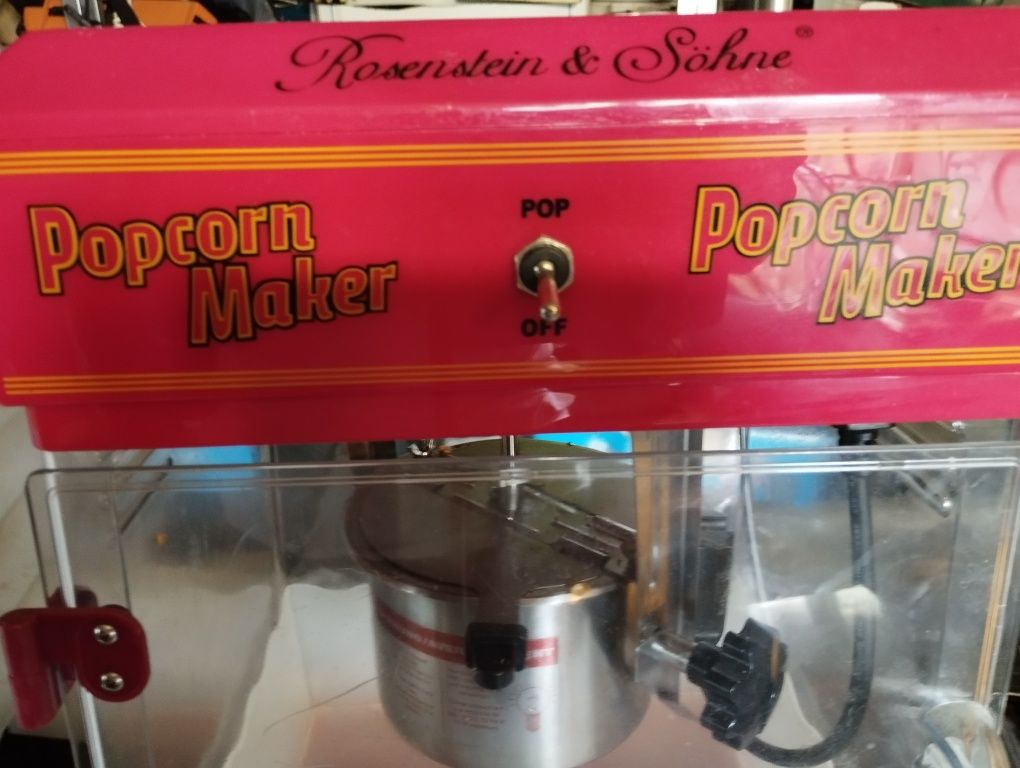 Rosenstein & Söhne®
Popcorn
Maker
POP
OFF
Popcorn
Maker